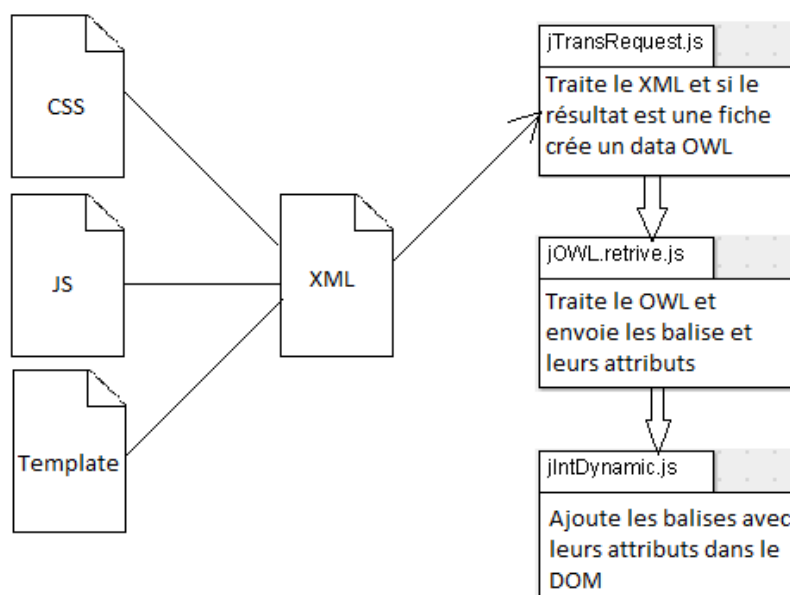 CSS
JS
Template
XML
jTransRequest.js
Traite le XML et si le
résultat est une fiche
crée un data OWL
jOWL.retrive.js
Traite le OWL et
envoie les balise et
leurs attributs
jIntDynamic.js
Ajoute les balises avec
leurs attributs dans le
DOM